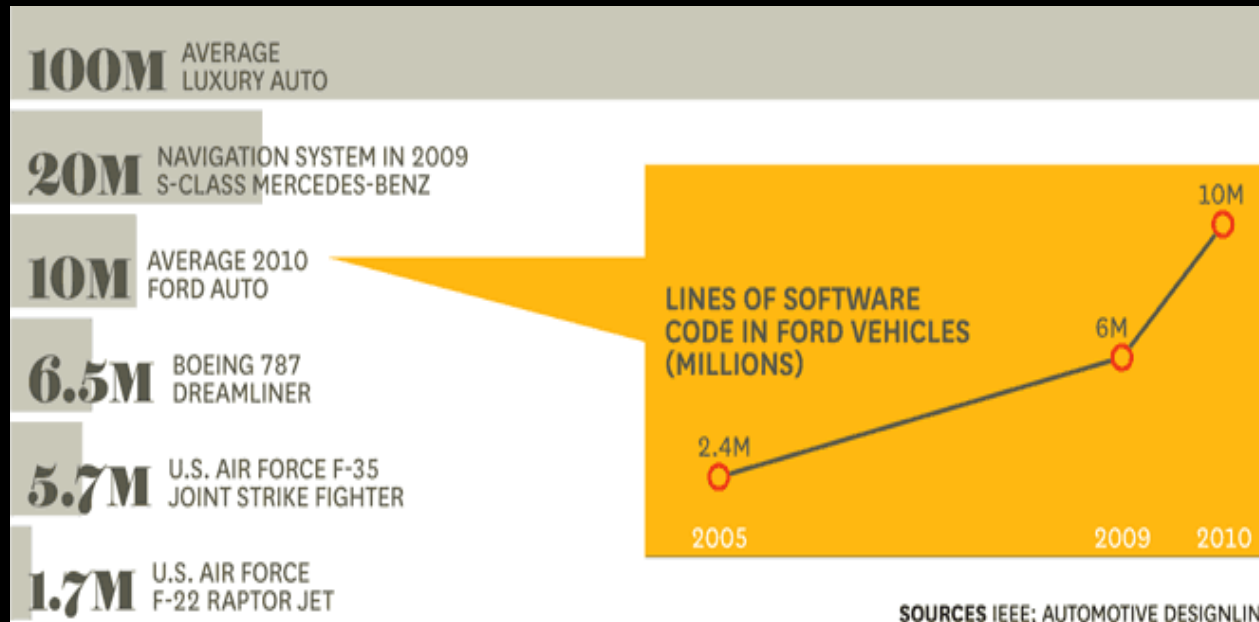 100M AVERAGE
LUXURY AUTO
20M NAVIGATION SYSTEM IN 2009
S-CLASS MERCEDES-BENZ
10M AVERAGE 2010
FORD AUTO
6.5M BOEING 787
DREAMLINER
5.7M U.S. AIR FORCE F-35
JOINT STRIKE FIGHTER
1.7M U.S. AIR FORCE
F-22 RAPTOR JET
LINES OF SOFTWARE
CODE IN FORD VEHICLES
(MILLIONS)
10M
6M
2.4M
2005 2009 2010
SOURCES IEEE; AUTOMOTIVE DESIGNLIN